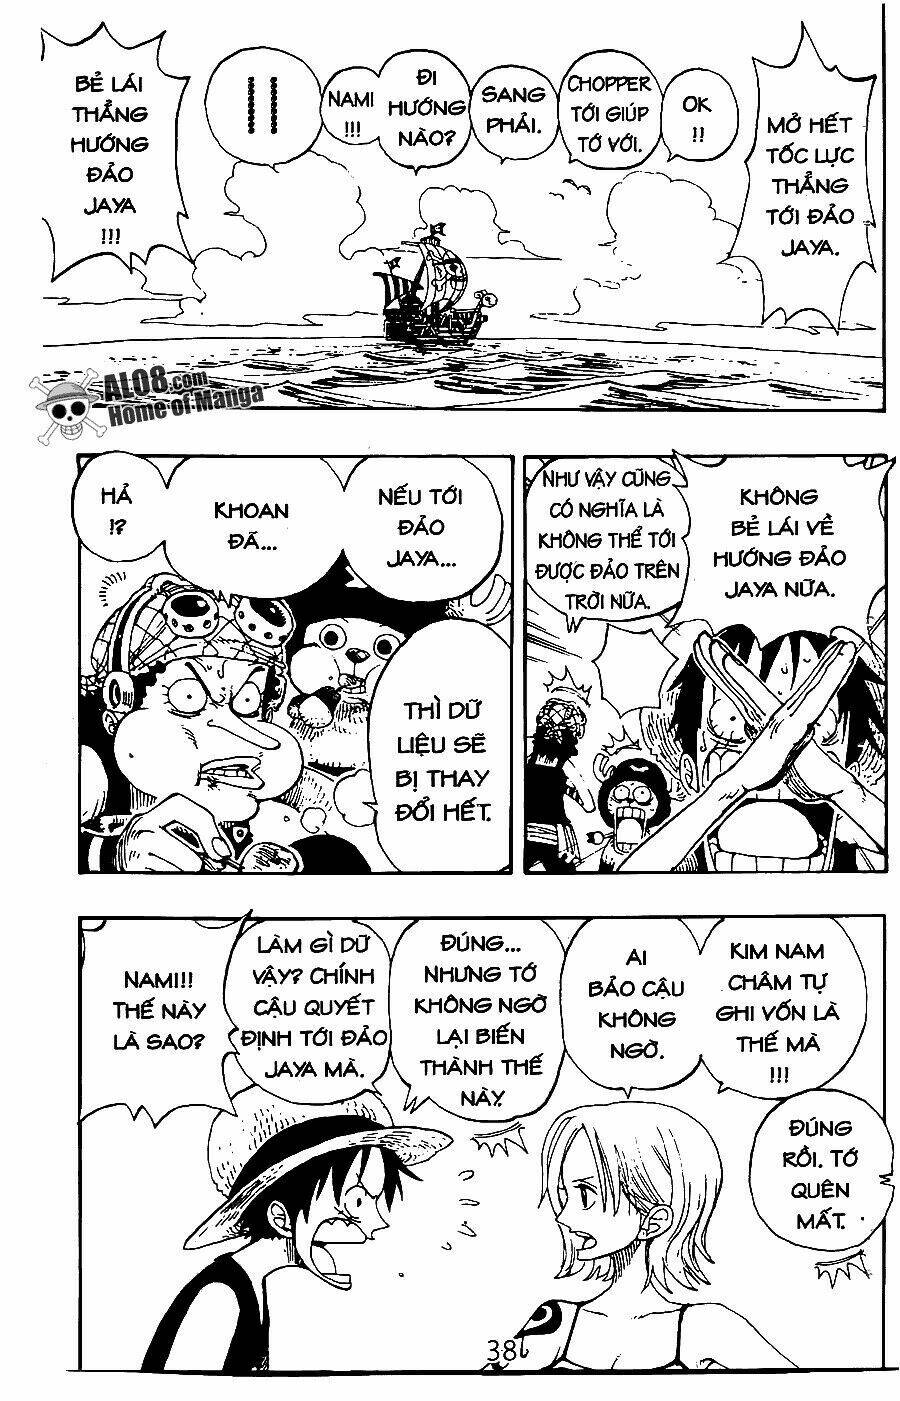 BẺ LÁI
THẲNG
HƯỚNG
ĐẢO
JAYA
!!!
!!
NAMI
!!!
ĐI
HƯỚNG
NÀO?
SANG
PHẢI.
CHOPPER
TỚI GIÚP
TỚ VỚI.
OK
!!
MỞ HẾT
TỐC LỰC
THẲNG
TỚI ĐẢO
JAYA.
ALO8.com
Home of Manga
HẢ
!?
KHOAN
ĐÃ...
NẾU TỚI
ĐẢO
JAYA...
THÌ DỮ
LIỆU SẼ
BỊ THAY
ĐỔI HẾT.
NHƯ VẬY CŨNG
CÓ NGHĨA LÀ
KHÔNG THỂ TỚI
ĐƯỢC ĐẢO TRÊN
TRỜI NỮA.
KHÔNG
BẺ LÁI VỀ
HƯỚNG ĐẢO
JAYA NỮA.
NAMI!!!
THẾ NÀY
LÀ SAO?
LÀM GÌ DỮ
VẬY? CHÍNH
CẬU QUYẾT
ĐỊNH TỚI ĐẢO
JAYA MÀ.
ĐÚNG...
NHƯNG TỚ
KHÔNG NGỜ
LẠI BIẾN
THÀNH THẾ
NÀY.
AI
BẢO CẬU
KHÔNG
NGỜ.
KIM NAM
CHÂM TỰ
GHI VỐN LÀ
THẾ MÀ
!!!
ĐÚNG
RỒI. TỚ
QUÊN
MẤT.
38